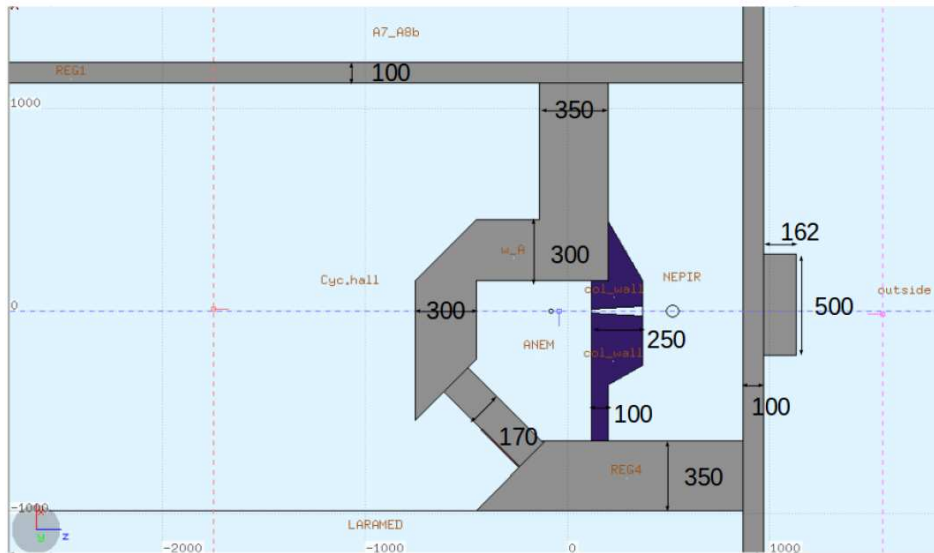 A7_A8b
REG1
100
1000
350
w_A
300
162
Cyc.hall
NEPIR
col_wall
outside
0
300
500
ANEM
250
col_wall
100
100
170
REG4
350
-1000
x
y
z
LARAMED
-2000
-1000
0
1000